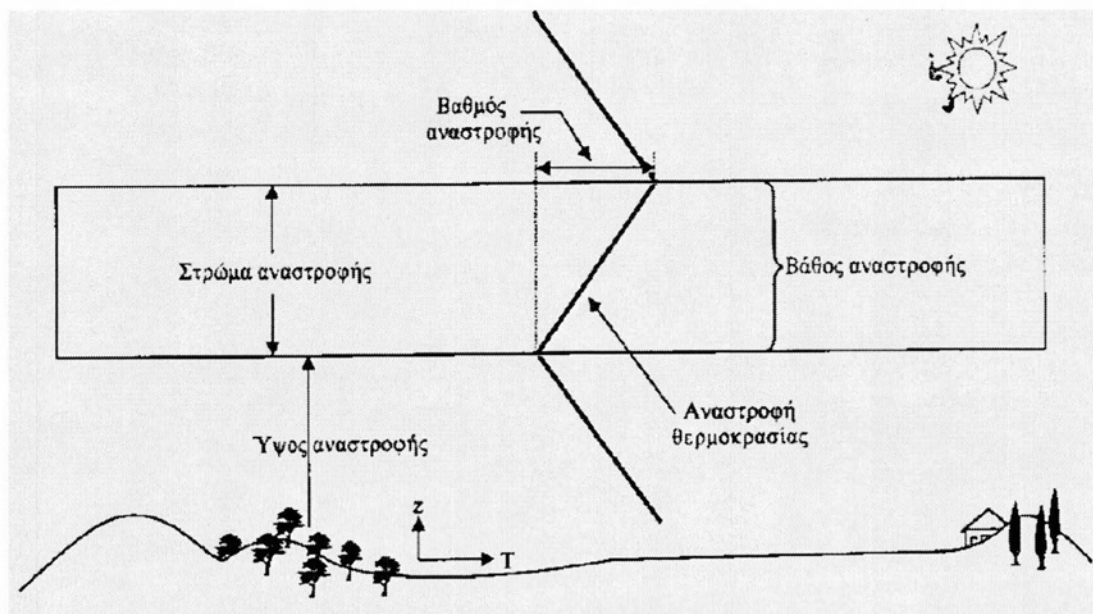 Βαθμός
αναστροφής
Στρώμα αναστροφής
Βάθος αναστροφής
Αναστροφή
θερμοκρασίας
Ύψος αναστροφής
z
T